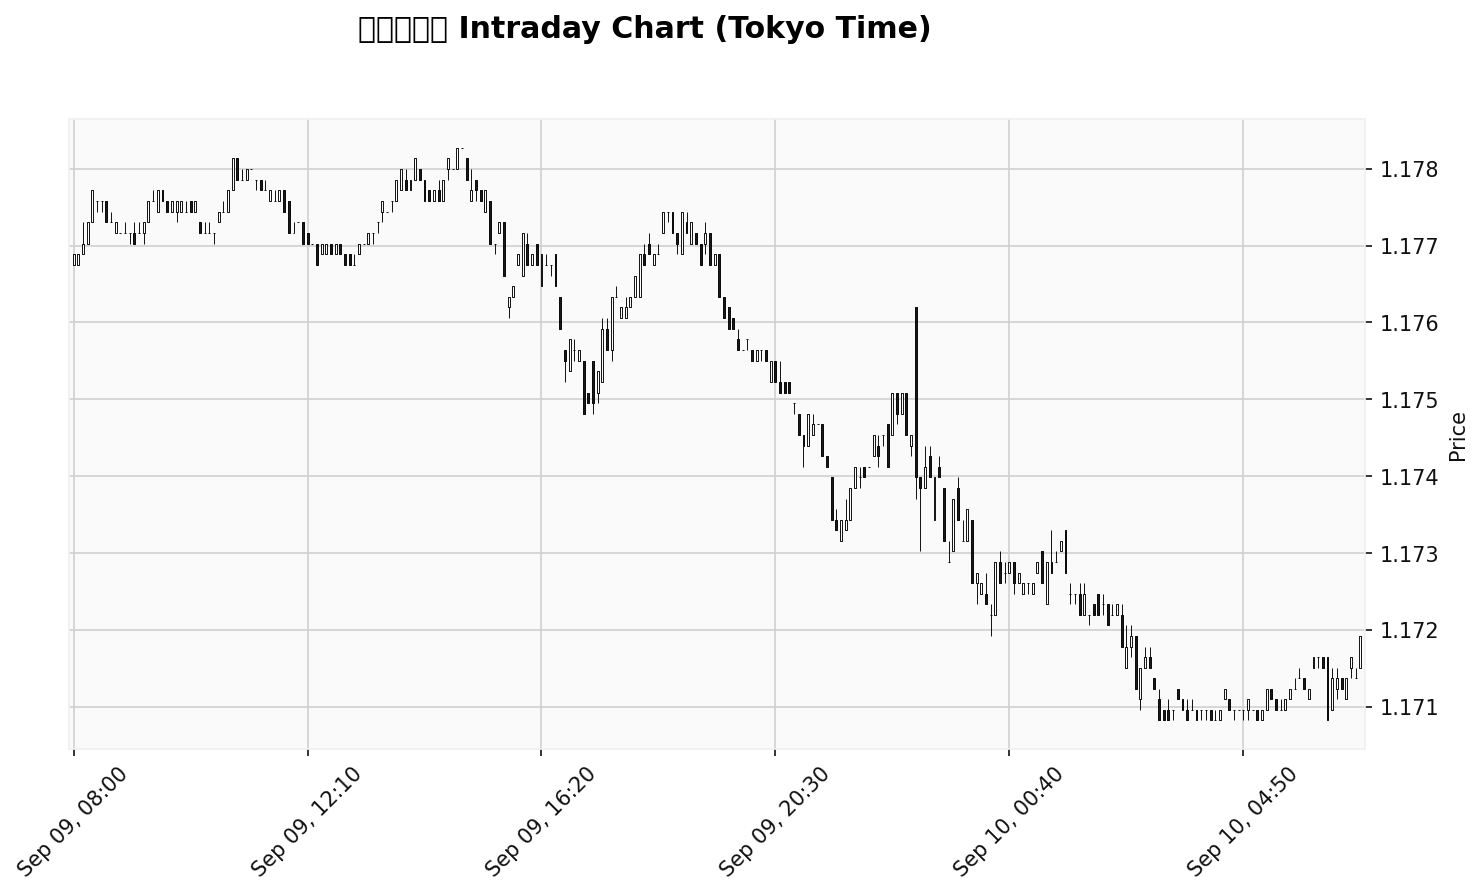 Intraday Chart (Tokyo Time)
1.178
1.177
1.176
1.175
1.174
1.173
1.172
1.171
Price
Sep 09, 08:00
Sep 09, 12:10
Sep 09, 16:20
Sep 09, 20:30
Sep 10, 00:40
Sep 10, 04:50